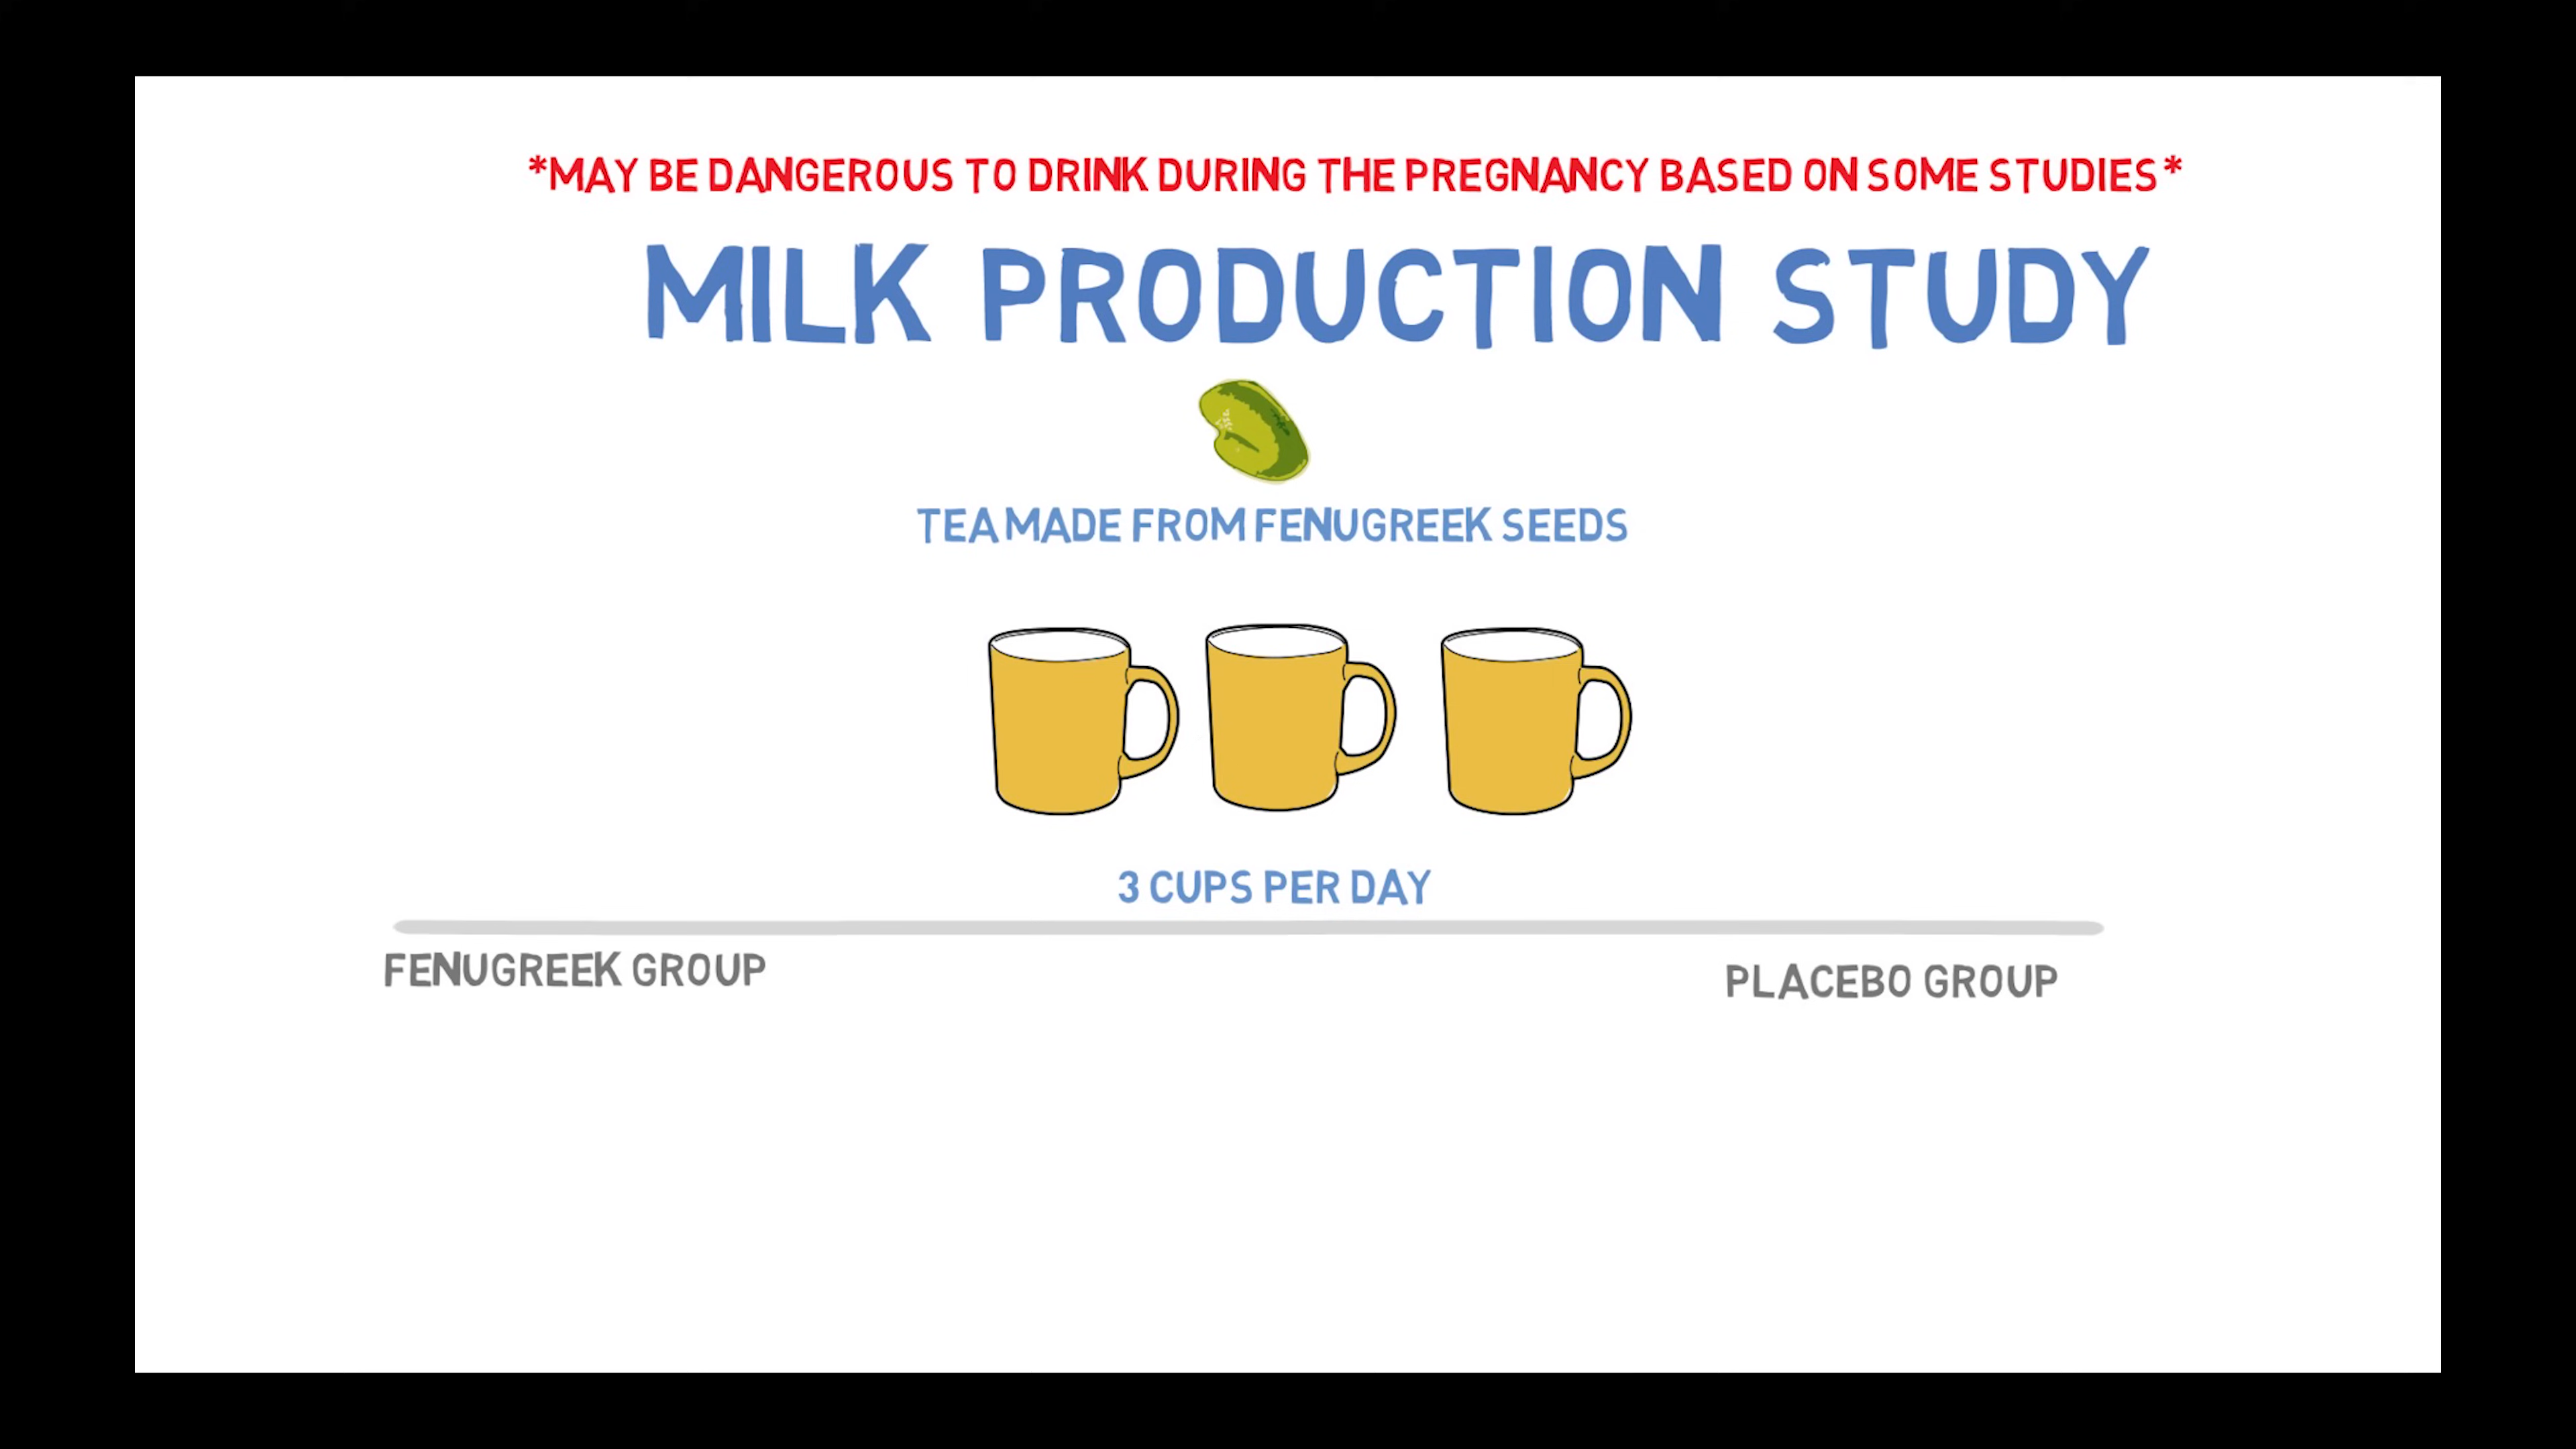 *MAY BE DANGEROUS TO DRINK DURING THE PREGNANCY BASED ON SOME STUDIES*
MILK PRODUCTION STUDY
TEA MADE FROM FENUGREEK SEEDS
3 CUPS PER DAY
FENUGREEK GROUP
PLACEBO GROUP